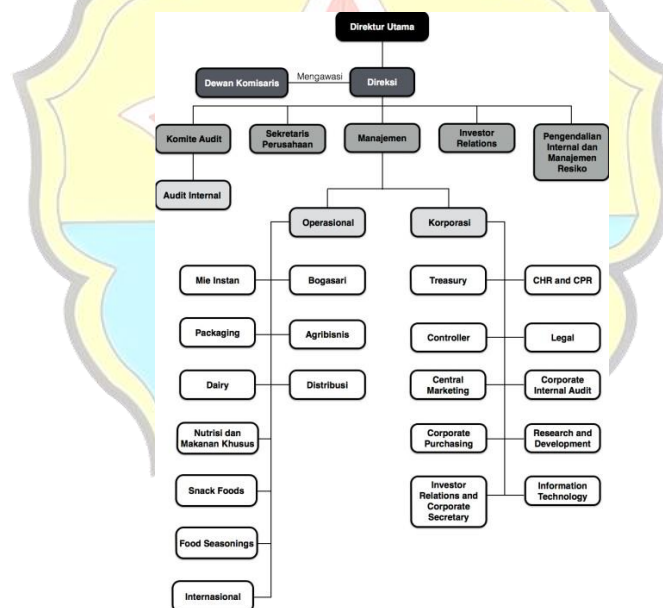 Direktur Utama
Dewan Komisaris
Mengawasi
Direksi
Komite Audit
Sekretaris
Perusahaan
Manajemen
Investor
Relations
Pengendalian
Internal dan
Manajemen
Resiko
Audit Internal
Operasional
Korporasi
Mie Instan
Bogasari
Treasury
CHR and CPR
Packaging
Agribisnis
Controller
Legal
Dairy
Distribusi
Central
Marketing
Corporate
Internal Audit
Nutrisi dan
Makanan Khusus
Corporate
Purchasing
Research and
Development
Snack Foods
Investor
Relations and
Corporate
Secretary
Information
Technology
Food Seasonings
Internasional